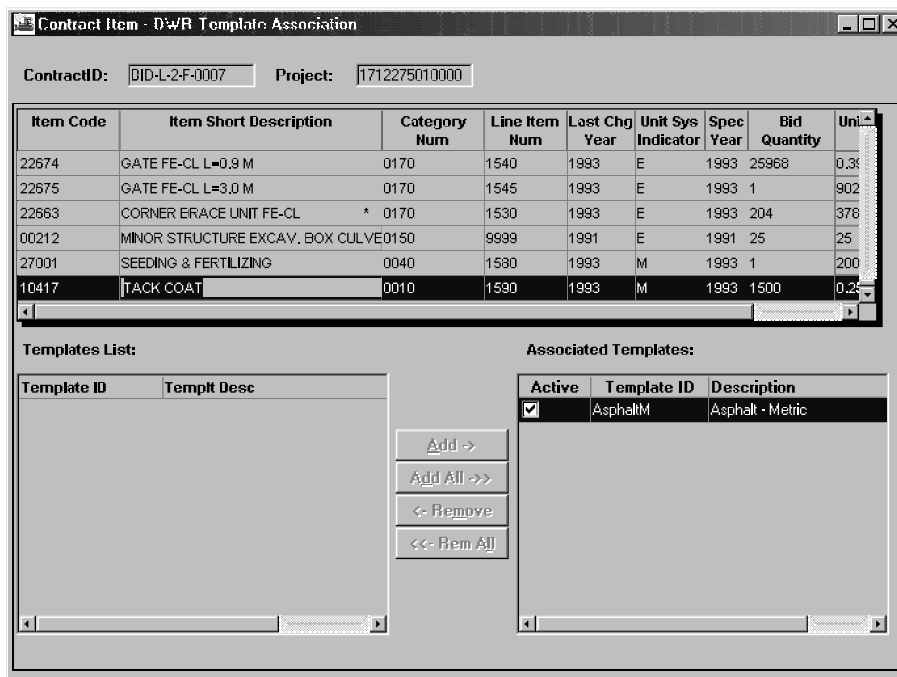 Contract Item - DWR Template Association
ContractID: BID-L-2-F-0007 Project: 1712275010000
Item Code Item Short Description Category Num Line Item Num Last Chg Year Unit Sys Indicator Spec Year Bid Quantity Uni
22674 GATE FE-CL L=0.9 M 0170 1540 1993 E 1993 25968 0.39
22675 GATE FE-CL L=3.0 M 0170 1545 1993 E 1993 1 902
22663 CORNER ERACE UNIT FE-CL * 0170 1530 1993 E 1993 204 378
00212 MINOR STRUCTURE EXCAV. BOX CULVE 0150 9999 1991 E 1991 25 25
27001 SEEDING & FERTILIZING 0040 1580 1993 M 1993 1 200
10417 TACK COAT 0010 1590 1993 M 1993 1500 0.25
Templates List: Associated Templates:
Template ID Templt Desc
Active Template ID Description
AsphaltM Asphalt - Metric
Add ->
Add All ->>
<- Remove
<<- Rem All